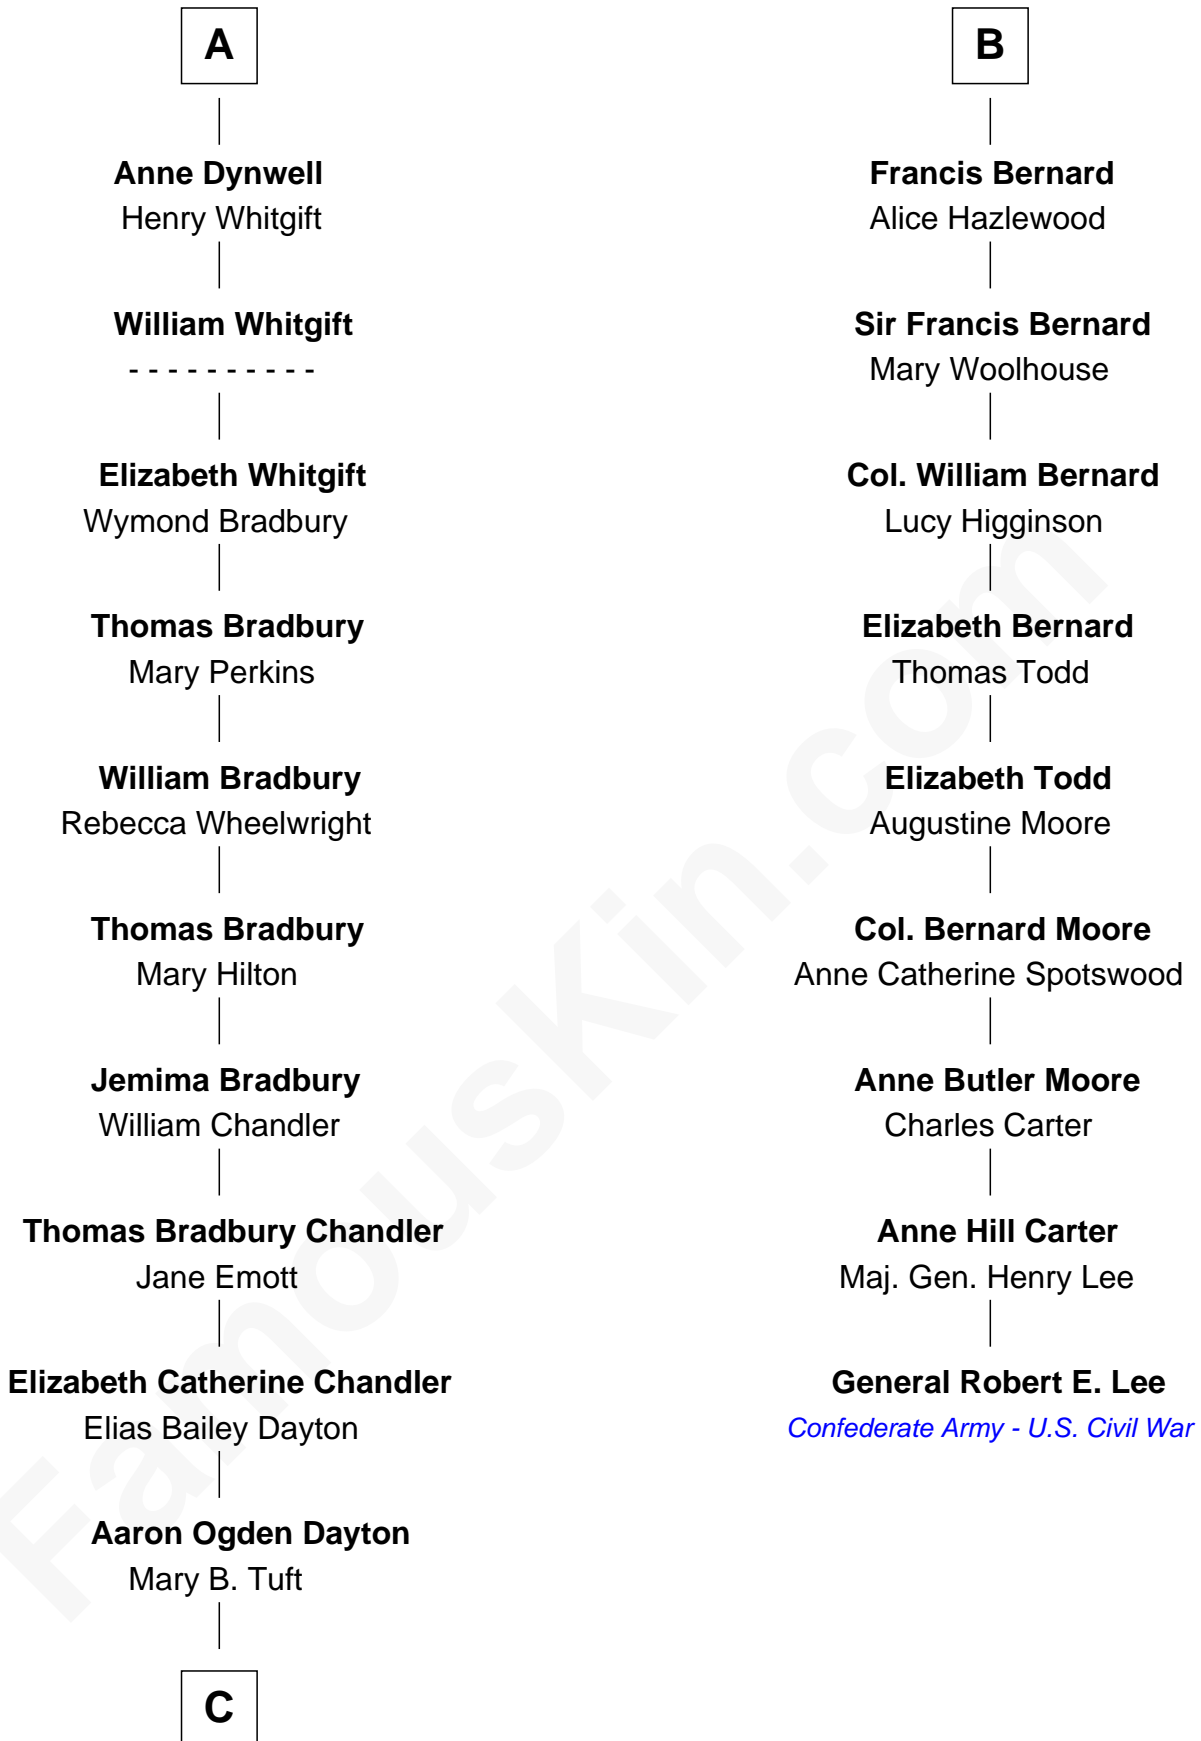 A
Anne Dynwell
Henry Whitgift
William Whitgift
- - - - - - - - - -
Elizabeth Whitgift
Wymond Bradbury
Thomas Bradbury
Mary Perkins
William Bradbury
Rebecca Wheelwright
Thomas Bradbury
Mary Hilton
Jemima Bradbury
William Chandler
Thomas Bradbury Chandler
Jane Emott
Elizabeth Catherine Chandler
Elias Bailey Dayton
Aaron Ogden Dayton
Mary B. Tuft
C
B
Francis Bernard
Alice Hazlewood
Sir Francis Bernard
Mary Woolhouse
Col. William Bernard
Lucy Higginson
Elizabeth Bernard
Thomas Todd
Elizabeth Todd
Augustine Moore
Col. Bernard Moore
Anne Catherine Spotswood
Anne Butler Moore
Charles Carter
Anne Hill Carter
Maj. Gen. Henry Lee
General Robert E. Lee
Confederate Army - U.S. Civil War
FamousKin.com